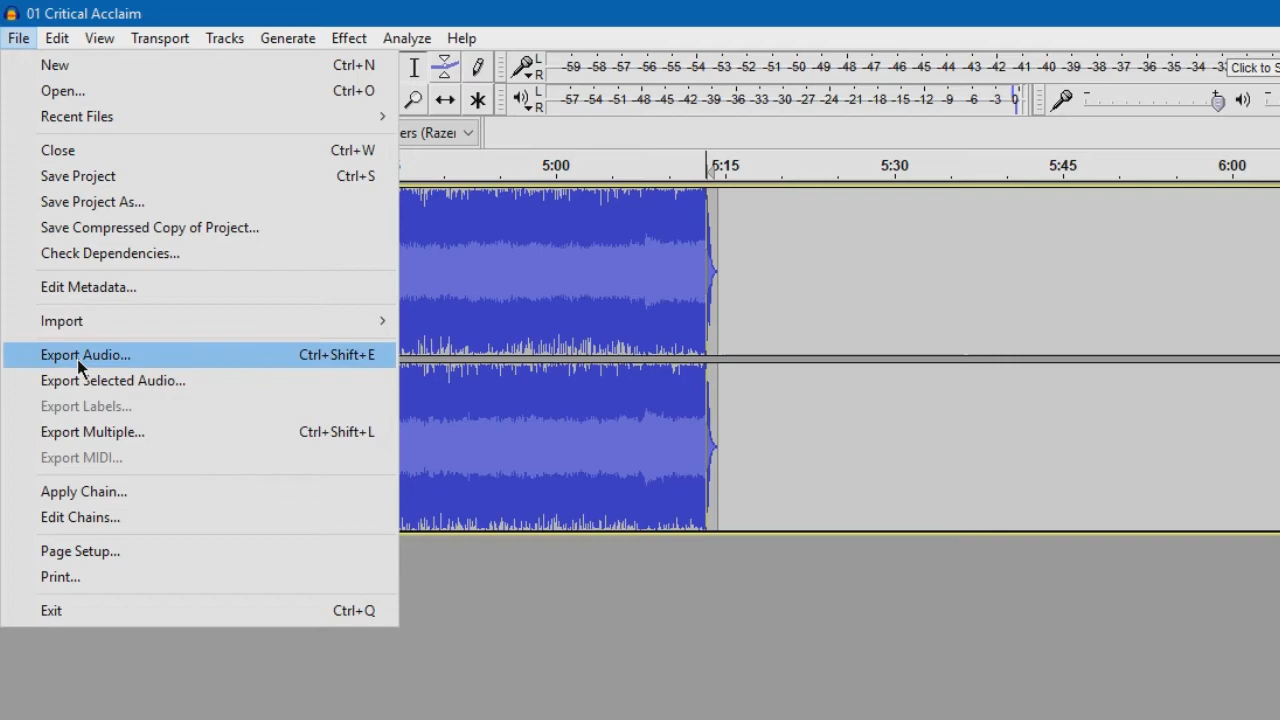 01 Critical Acclaim
File Edit View Transport Tracks Generate Effect Analyze Help
New Ctrl+N
Open... Ctrl+O
Recent Files
Close Ctrl+W
Save Project Ctrl+S
Save Project As...
Save Compressed Copy of Project...
Check Dependencies...
Edit Metadata...
Import
Export Audio... Ctrl+Shift+E
Export Selected Audio...
Export Labels...
Export Multiple... Ctrl+Shift+L
Export MIDI...
Apply Chain...
Edit Chains...
Page Setup...
Print...
Exit Ctrl+Q
L
R
-59 -58 -57 -56 -55 -54 -53 -52 -51 -50 -49 -48 -47 -46 -45 -44 -43 -42 -41 -40 -39 -38 -37 -36 -35 -34
Click to S
L
R
-57 -54 -51 -48 -45 -42 -39 -36 -33 -30 -27 -24 -21 -18 -15 -12 -9 -6 -3 0
ers (Razer
5:00 5:15 5:30 5:45 6:00